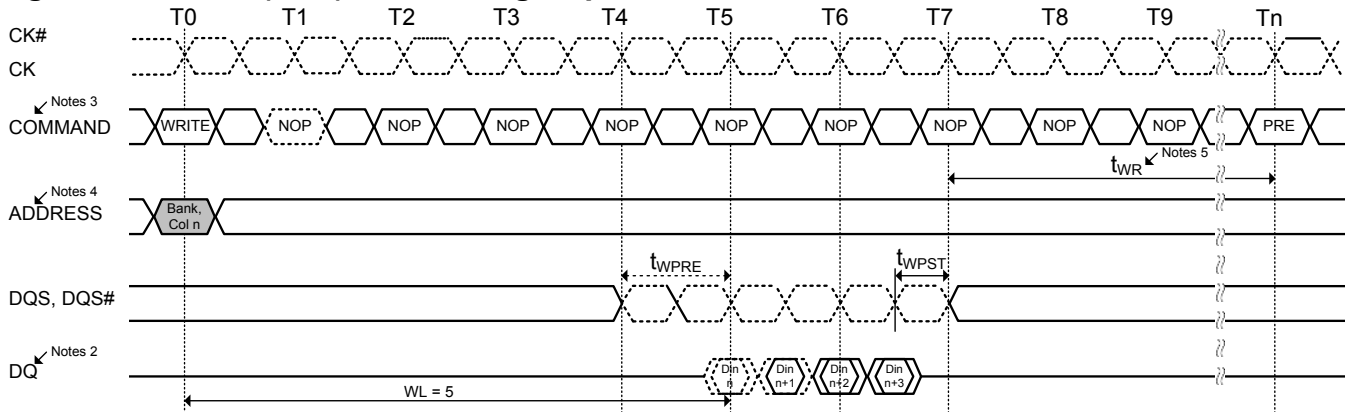 T0 T1 T2 T3 T4 T5 T6 T7 T8 T9 Tn
CK#
CK
Notes 3
COMMAND
WRITE NOP NOP NOP NOP NOP NOP NOP NOP NOP PRE
tWR Notes 5
Notes 4
ADDRESS
Bank,
Col n
tWPRE tWPST
DQS, DQS#
Notes 2
DQ
Din
n
Din
n+1
Din
n+2
Din
n+3
WL = 5